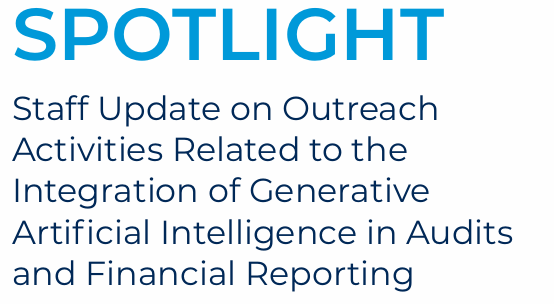 SPOTLIGHT
Staff Update on Outreach
Activities Related to the
Integration of Generative
Artificial Intelligence in Audits
and Financial Reporting